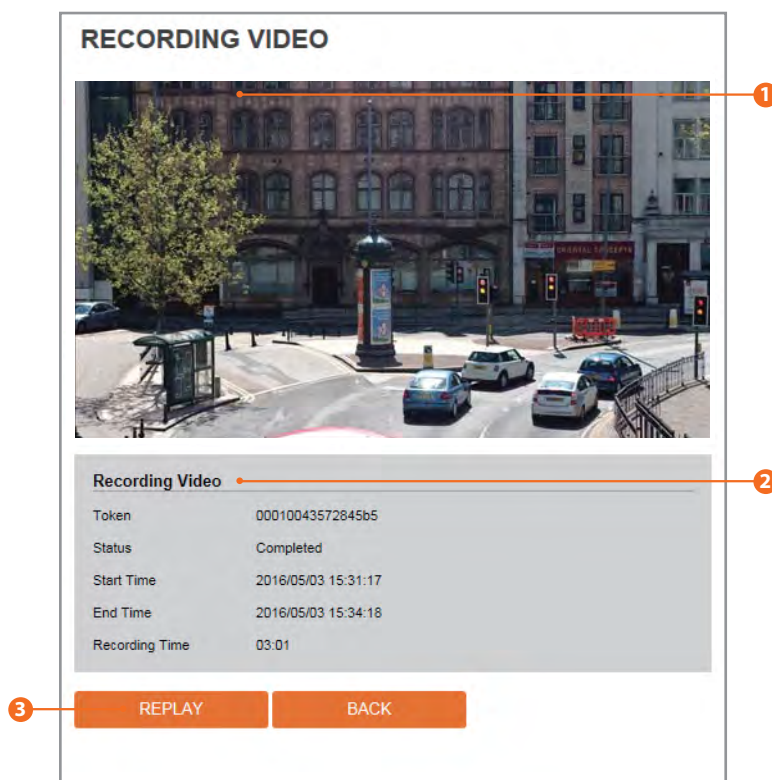 RECORDING VIDEO
1
ORIENTAL
Recording Video
2
Token 00010043572845b5
Status Completed
Start Time 2016/05/03 15:31:17
End Time 2016/05/03 15:34:18
Recording Time 03:01
3
REPLAY BACK